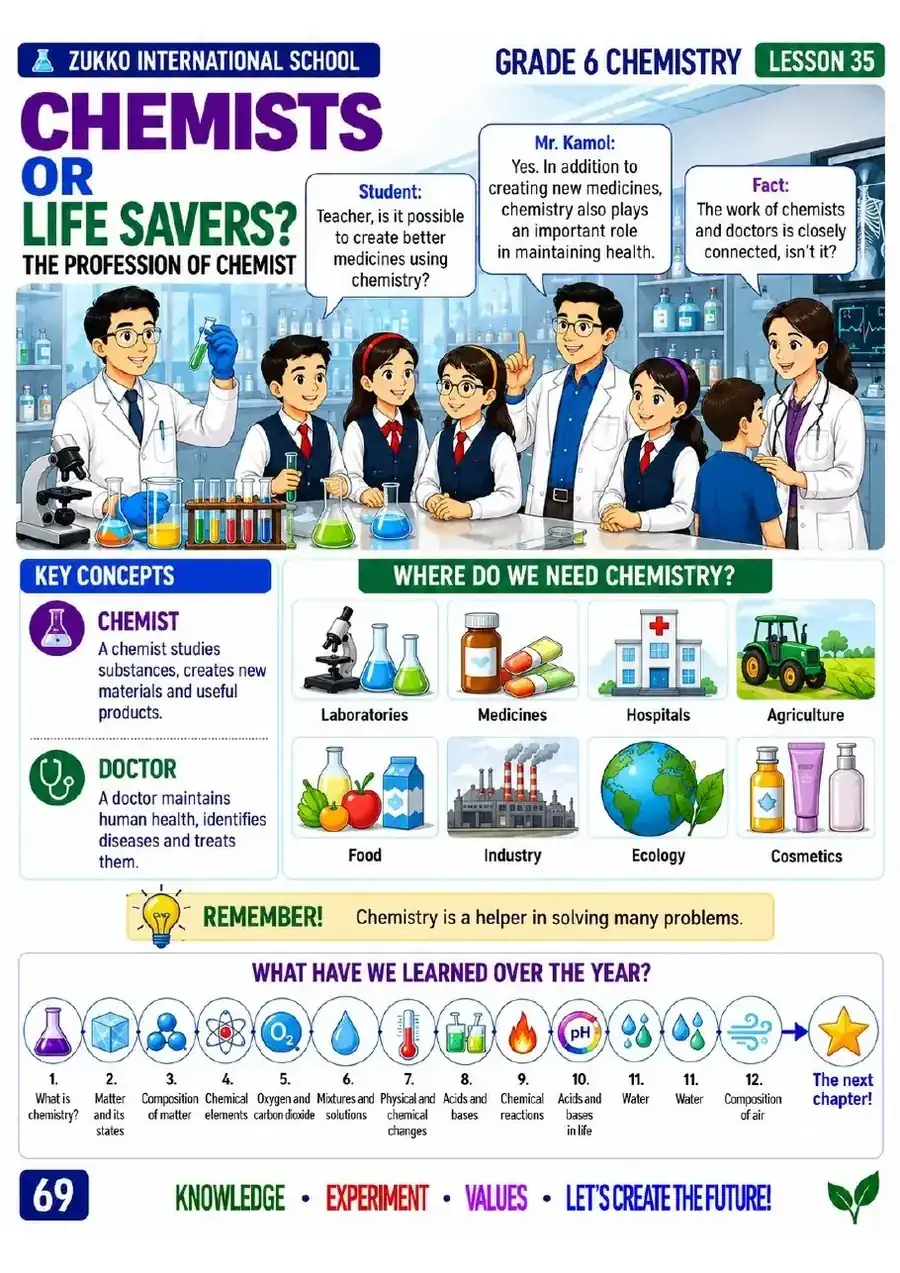 ZUKKO INTERNATIONAL SCHOOL
GRADE 6 CHEMISTRY
LESSON 35
CHEMISTS
OR
LIFE SAVERS?
THE PROFESSION OF CHEMIST
Student:
Teacher, is it possible
to create better
medicines using
chemistry?
Mr. Kamol:
Yes. In addition to
creating new medicines,
chemistry also plays
an important role
in maintaining health.
Fact:
The work of chemists
and doctors is closely
connected, isn't it?
KEY CONCEPTS
CHEMIST
A chemist studies
substances, creates new
materials and useful
products.
DOCTOR
A doctor maintains
human health, identifies
diseases and treats
them.
WHERE DO WE NEED CHEMISTRY?
Laboratories
Medicines
Hospitals
Agriculture
Food
Industry
Ecology
Cosmetics
REMEMBER!
Chemistry is a helper in solving many problems.
WHAT HAVE WE LEARNED OVER THE YEAR?
O2
pH
1.
What is
chemistry?
2.
Matter
and its
states
3.
Composition
of matter
4.
Chemical
elements
5.
Oxygen and
carbon dioxide
6.
Mixtures and
solutions
7.
Physical and
chemical
changes
8.
Acids and
bases
9.
Chemical
reactions
10.
Acids and
bases
in life
11.
Water
11.
Water
12.
Composition
of air
The next
chapter!
69
KNOWLEDGE • EXPERIMENT • VALUES • LET'S CREATE THE FUTURE!